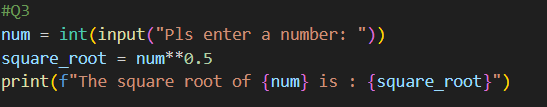 #Q3
num = int(input("Pls enter a number: "))
square_root = num**0.5
print(f"The square root of {num} is : {square_root}")